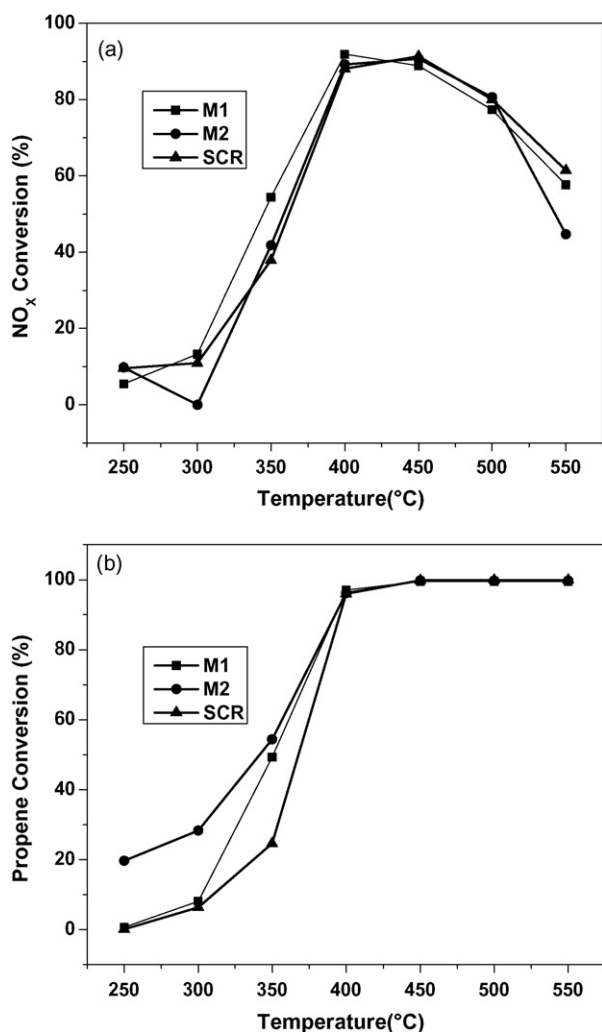 (a)
M1
M2
SCR
NOX Conversion (%)
100
80
60
40
20
0
250 300 350 400 450 500 550
Temperature(°C)
(b)
M1
M2
SCR
Propene Conversion (%)
100
80
60
40
20
0
250 300 350 400 450 500 550
Temperature(°C)